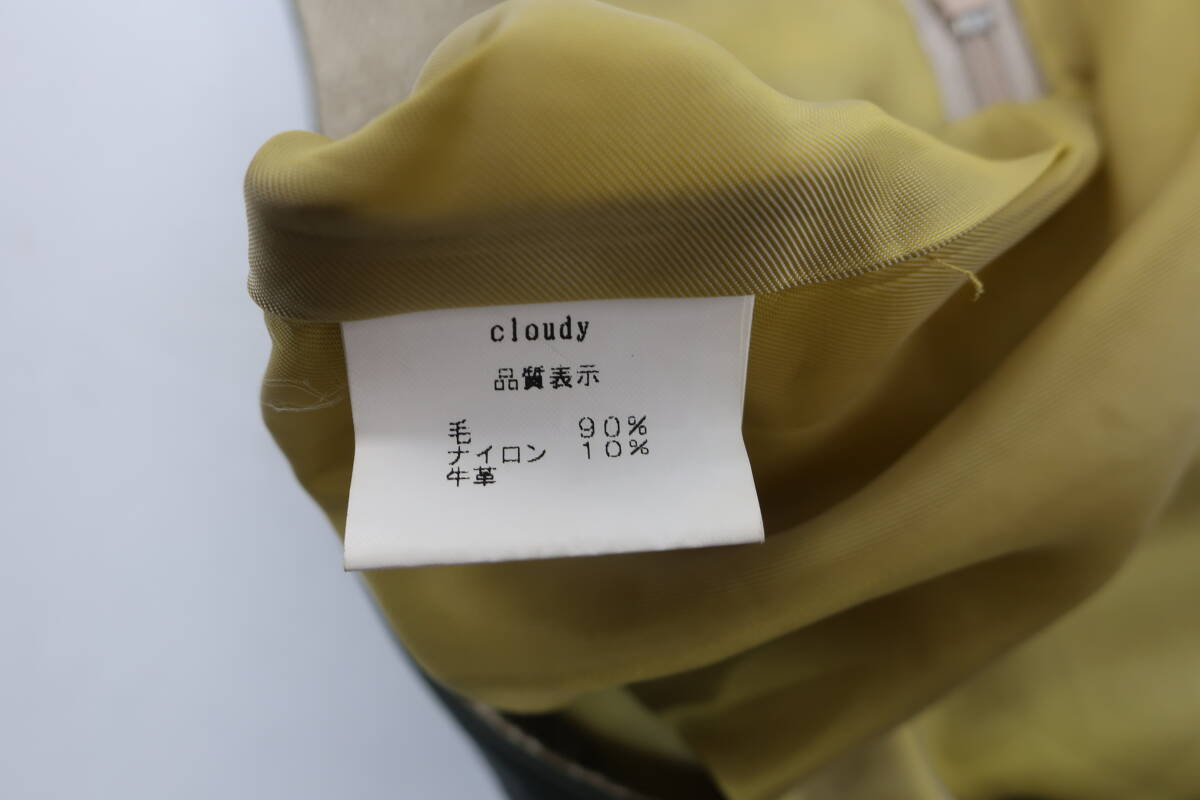 cloudy
品質表示
毛 90%
ナイロン 10%
牛革